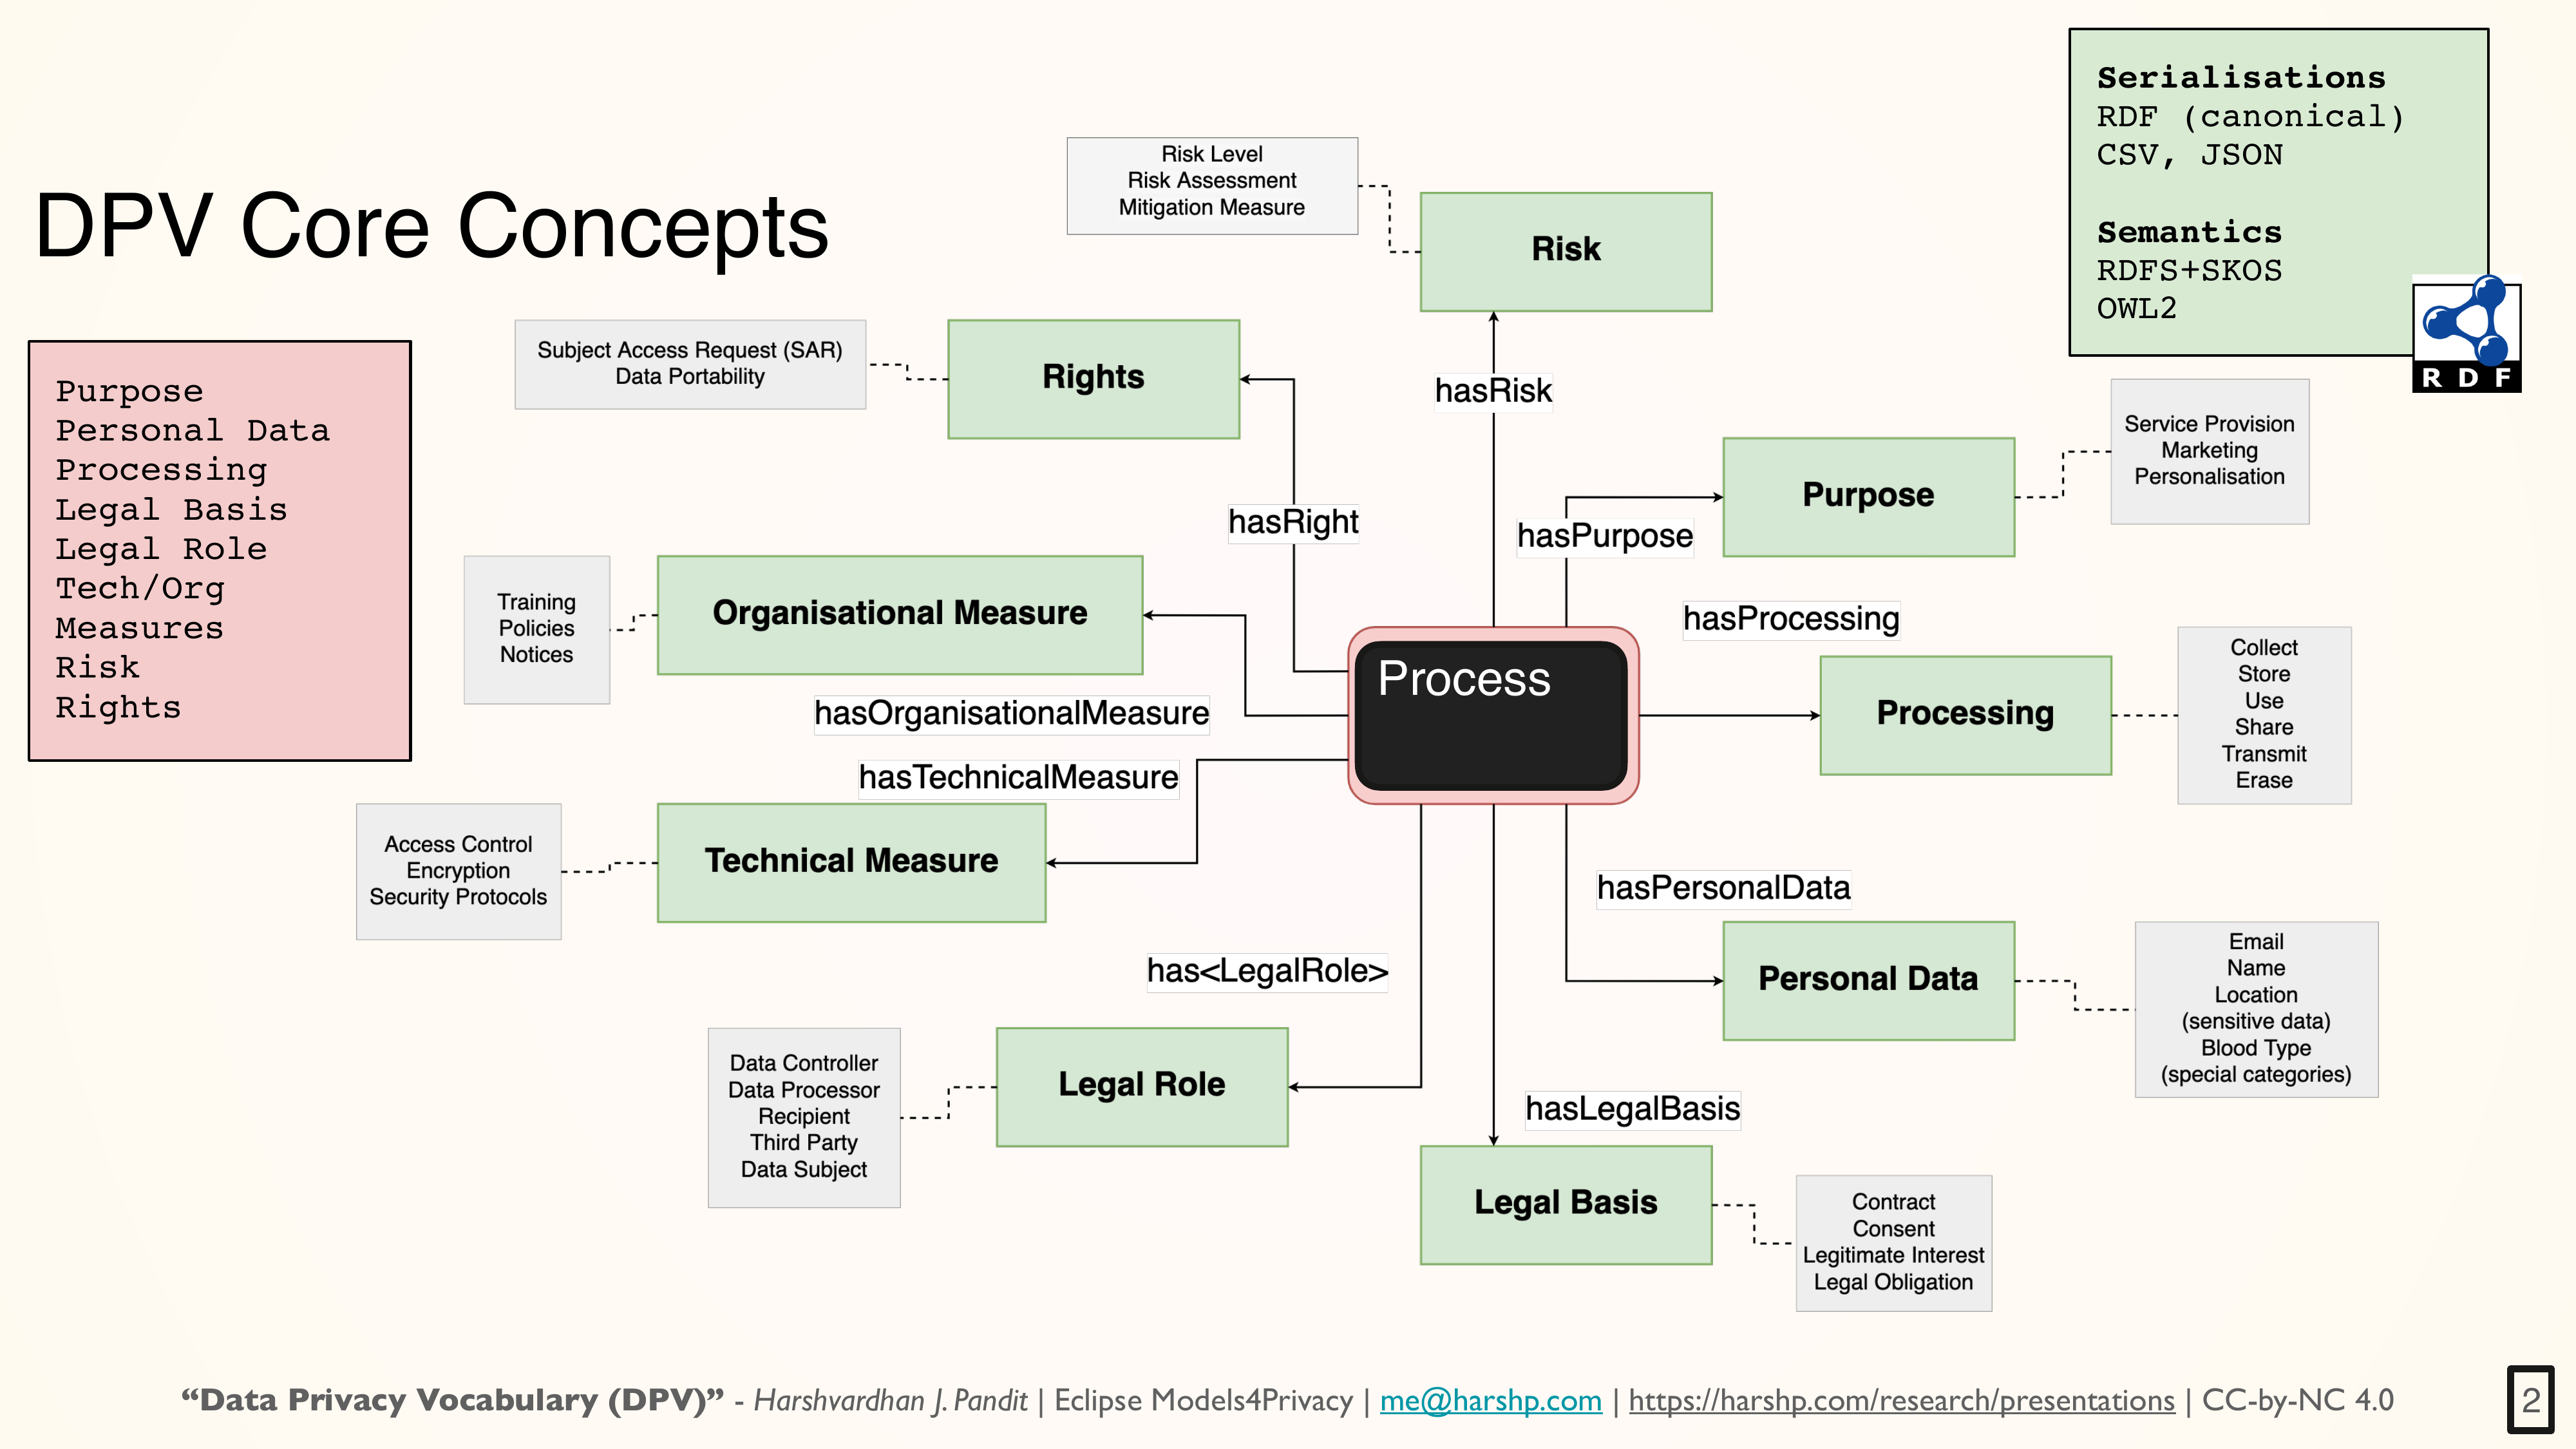 DPV Core Concepts
Serialisations
RDF (canonical)
CSV, JSON
Semantics
RDFS+SKOS
OWL2
RDF
Purpose
Personal Data
Processing
Legal Basis
Legal Role
Tech/Org
Measures
Risk
Rights
Risk Level
Risk Assessment
Mitigation Measure
Risk
Subject Access Request (SAR)
Data Portability
Rights
hasRisk
hasRight
hasPurpose
Purpose
Service Provision
Marketing
Personalisation
Training
Policies
Notices
Organisational Measure
hasOrganisationalMeasure
Process
hasProcessing
Processing
Collect
Store
Use
Share
Transmit
Erase
hasTechnicalMeasure
Access Control
Encryption
Security Protocols
Technical Measure
hasPersonalData
Personal Data
Email
Name
Location
(sensitive data)
Blood Type
(special categories)
has<LegalRole>
Data Controller
Data Processor
Recipient
Third Party
Data Subject
Legal Role
hasLegalBasis
Legal Basis
Contract
Consent
Legitimate Interest
Legal Obligation
“Data Privacy Vocabulary (DPV)” - Harshvardhan J. Pandit | Eclipse Models4Privacy | me@harshp.com | https://harshp.com/research/presentations | CC-by-NC 4.0
2